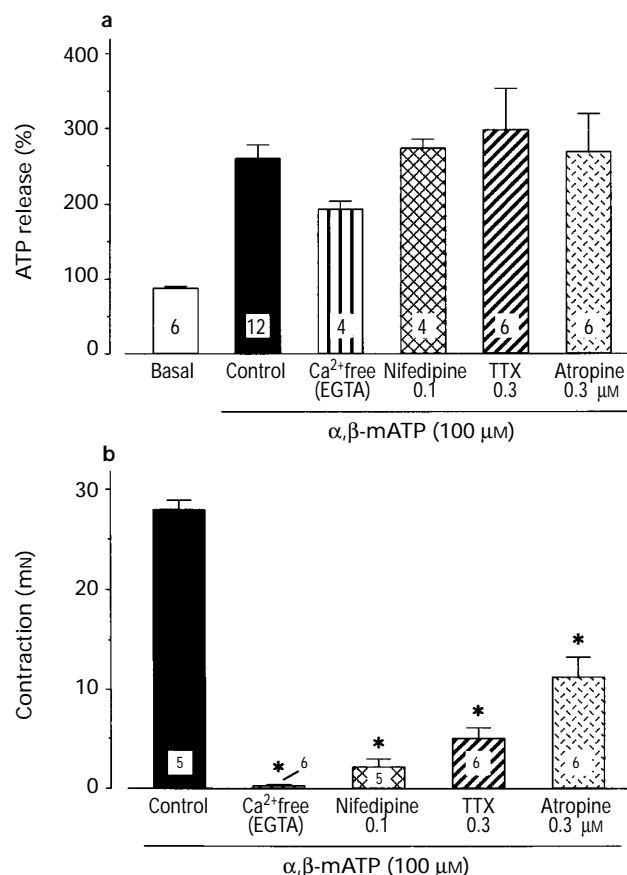 a
400
300
200
100
0
ATP release (%)
6
12
4
4
6
6
Basal
Control
Ca²⁺free
(EGTA)
Nifedipine
0.1
TTX
0.3
Atropine
0.3 μM
α,β-mATP (100 μM)
b
30
20
10
0
Contraction (mN)
5
*
6
*
5
*
6
*
6
Control
Ca²⁺free
(EGTA)
Nifedipine
0.1
TTX
0.3
Atropine
0.3 μM
α,β-mATP (100 μM)